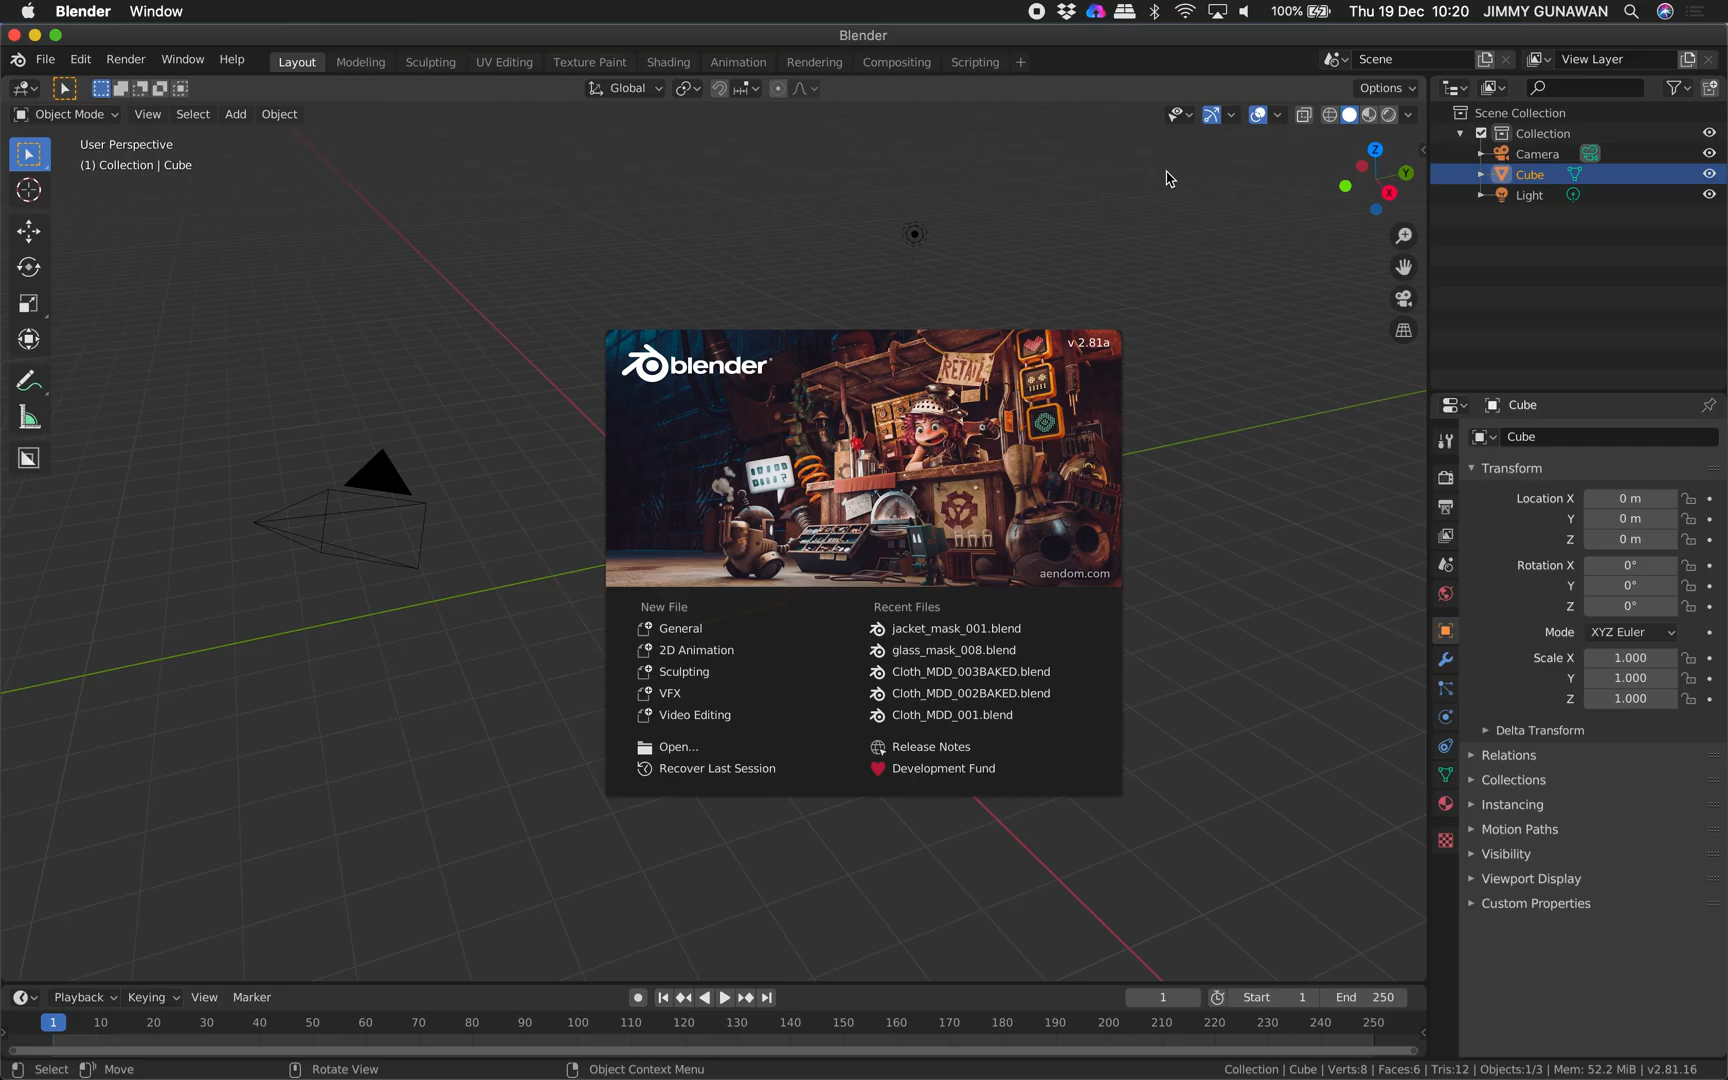 Blender Window
100% Thu 19 Dec 10:20 JIMMY GUNAWAN
Blender
File Edit Render Window Help Layout Modeling Sculpting UV Editing Texture Paint Shading Animation Rendering Compositing Scripting +
Scene View Layer
Global Options
Object Mode View Select Add Object
User Perspective
(1) Collection | Cube
Z
Y
X
Scene Collection
Collection
Camera
Cube
Light
blender
v 2.81a
RETAIL
aendom.com
New File
General
2D Animation
Sculpting
VFX
Video Editing
Open...
Recover Last Session
Recent Files
jacket_mask_001.blend
glass_mask_008.blend
Cloth_MDD_003BAKED.blend
Cloth_MDD_002BAKED.blend
Cloth_MDD_001.blend
Release Notes
Development Fund
Cube
Cube
Transform
Location X 0 m
Y 0 m
Z 0 m
Rotation X 0°
Y 0°
Z 0°
Mode XYZ Euler
Scale X 1.000
Y 1.000
Z 1.000
Delta Transform
Relations
Collections
Instancing
Motion Paths
Visibility
Viewport Display
Custom Properties
Playback Keying View Marker
1 Start 1 End 250
1 10 20 30 40 50 60 70 80 90 100 110 120 130 140 150 160 170 180 190 200 210 220 230 240 250
Select Move Rotate View Object Context Menu
Collection | Cube | Verts:8 | Faces:6 | Tris:12 | Objects:1/3 | Mem: 52.2 MiB | v2.81.16